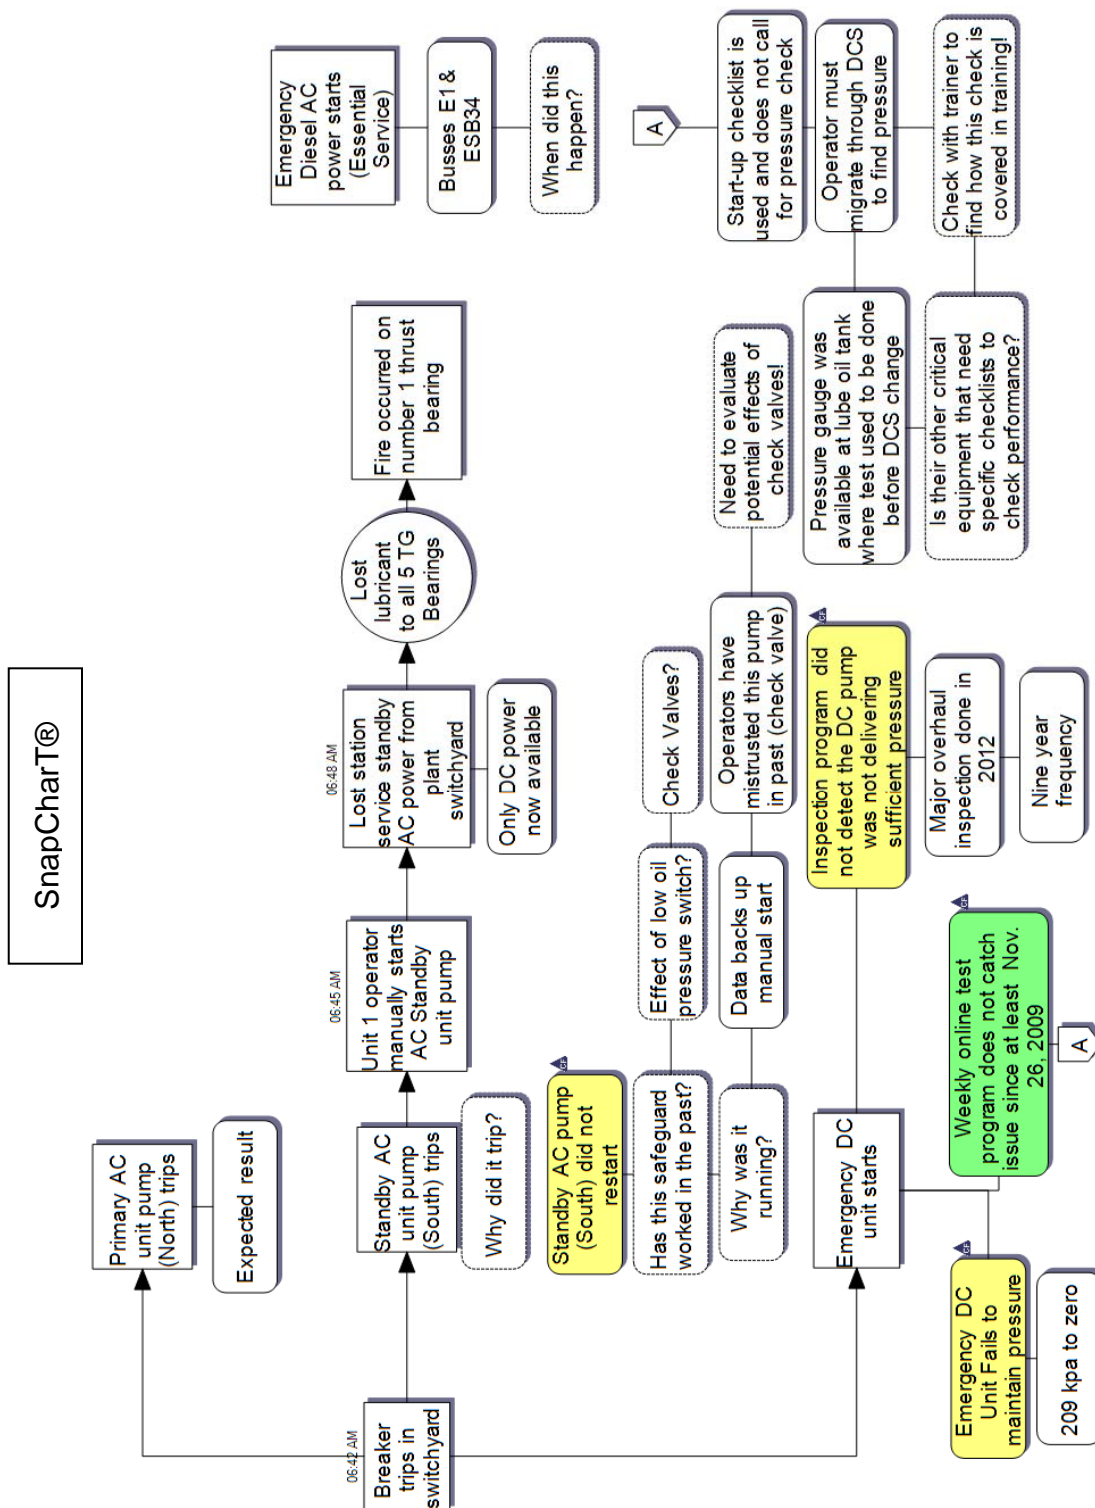 SnapCharT®
06:42 AM
Breaker
trips in
switchyard
Primary AC
unit pump
(North) trips
Expected result
Standby AC
unit pump
(South) trips
Why did it trip?
Standby AC pump
(South) did not
restart
Has this safeguard
worked in the past?
Why was it
running?
Effect of low oil
pressure switch?
Check Valves?
Data backs up
manual start
Operators have
mistrusted this pump
in past (check valve)
Need to evaluate
potential effects of
check valves!
06:45 AM
Unit 1 operator
manually starts
AC Standby
unit pump
06:48 AM
Lost station
service standby
AC power from
plant
switchyard
Only DC power
now available
Lost
lubricant
to all 5 TG
Bearings
Fire occurred on
number 1 thrust
bearing
Emergency
Diesel AC
power starts
(Essential
Service)
Busses E1&
ESB34
When did this
happen?
Emergency DC
unit starts
Emergency DC
Unit Fails to
maintain pressure
209 kpa to zero
Weekly online test
program does not catch
issue since at least Nov.
26, 2009
A
Inspection program did
not detect the DC pump
was not delivering
sufficient pressure
Major overhaul
inspection done in
2012
Nine year
frequency
A
Start-up checklist is
used and does not call
for pressure check
Operator must
migrate through DCS
to find pressure
Pressure gauge was
available at lube oil tank
where test used to be done
before DCS change
Is their other critical
equipment that need
specific checklists to
check performance?
Check with trainer to
find how this check is
covered in training!